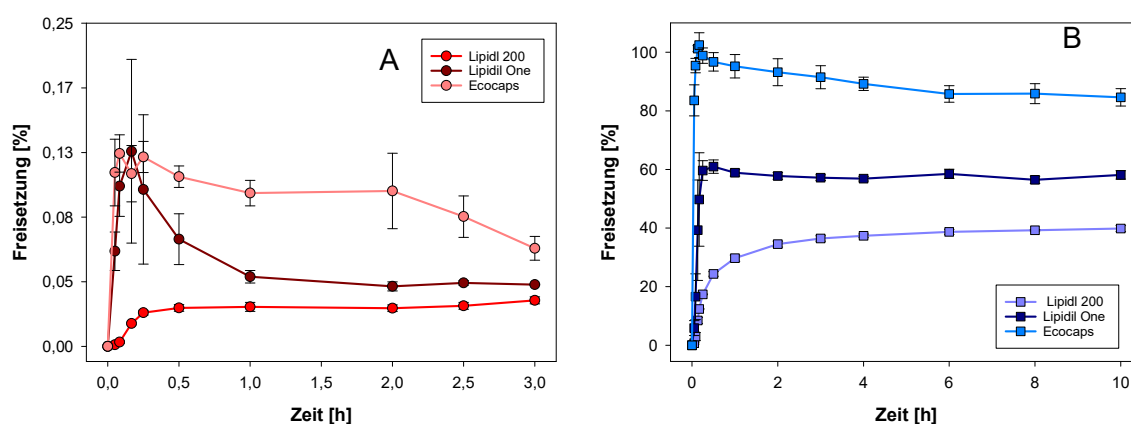 A
Lipidl 200
Lipidil One
Ecocaps
Freisetzung [%]
0,25
0,17
0,13
0,08
0,05
0,00
0,0 0,5 1,0 1,5 2,0 2,5 3,0
Zeit [h]
B
Freisetzung [%]
100
80
60
40
20
0
Lipidl 200
Lipidil One
Ecocaps
0 2 4 6 8 10
Zeit [h]